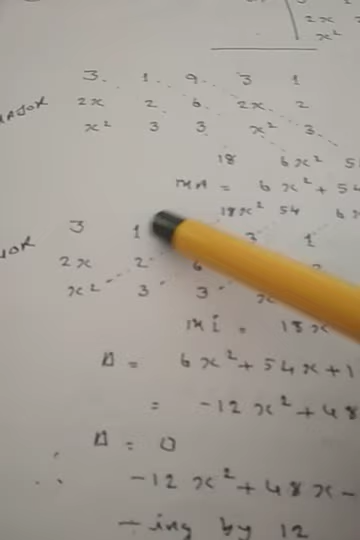 2x
x²
3 1 9 3 1
2x 2 6 2x 2
x² 3 3 x² 3
18 6x² 5
mA = 6x² + 54
18x² 54 6x
3 1 3 1
2x 2 6
x² 3 3
mi = 18x
Δ = 6x² + 54x + 1
= -12x² + 48
Δ = 0
∴ -12x² + 48x -
-ing by 12